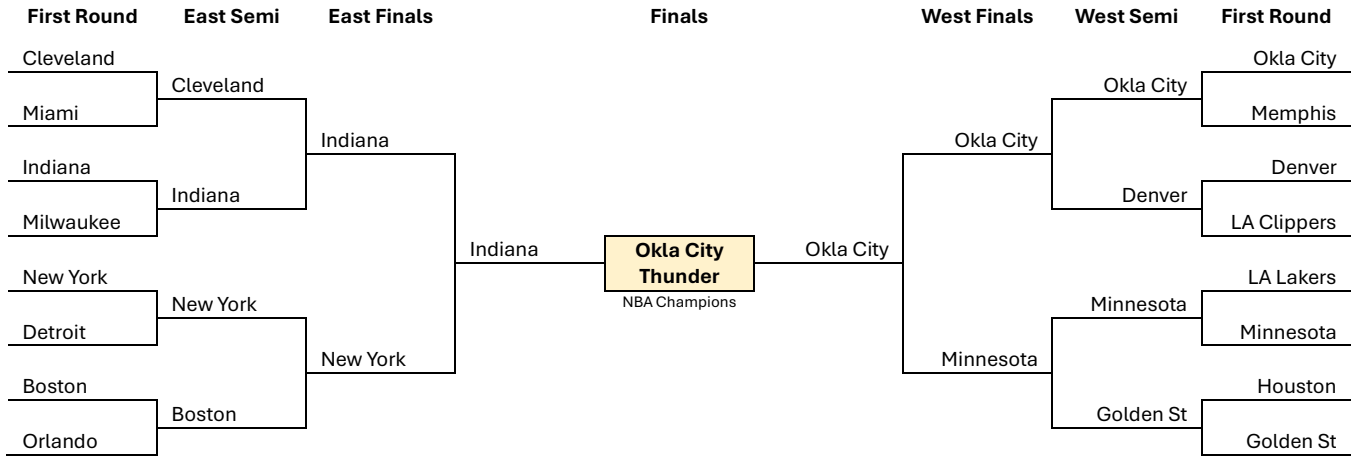 First Round East Semi East Finals Finals West Finals West Semi First Round
Cleveland Okla City
Cleveland Okla City
Miami Memphis
Indiana Okla City
Indiana Denver
Indiana Denver
Milwaukee LA Clippers
Indiana Okla City Okla City
Thunder
NBA Champions
New York LA Lakers
New York Minnesota
Detroit Minnesota
New York Minnesota
Boston Houston
Boston Golden St
Orlando Golden St